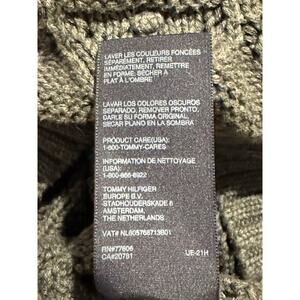 LAVER LES COULEURS FONCÉES
SÉPARÉMENT, RETIRER
IMMÉDIATEMENT, REMETTRE
EN FORME, SÉCHER À
PLAT À L'OMBRE
LAVAR LOS COLORES OSCUROS
SEPARADO, REMOVER PRONTO,
DARLE SU FORMA ORIGINAL,
SECAR PLANO EN LA SOMBRA
PRODUCT CARE(USA):
1-800-TOMMY-CARES
INFORMATION DE NETTOYAGE
(USA):
1-800-866-6922
TOMMY HILFIGER
EUROPE B.V.
STADHOUDERSKADE 6
AMSTERDAM,
THE NETHERLANDS
VAT# NL805768713B01
RN#77806
CA#20781
UE-21H